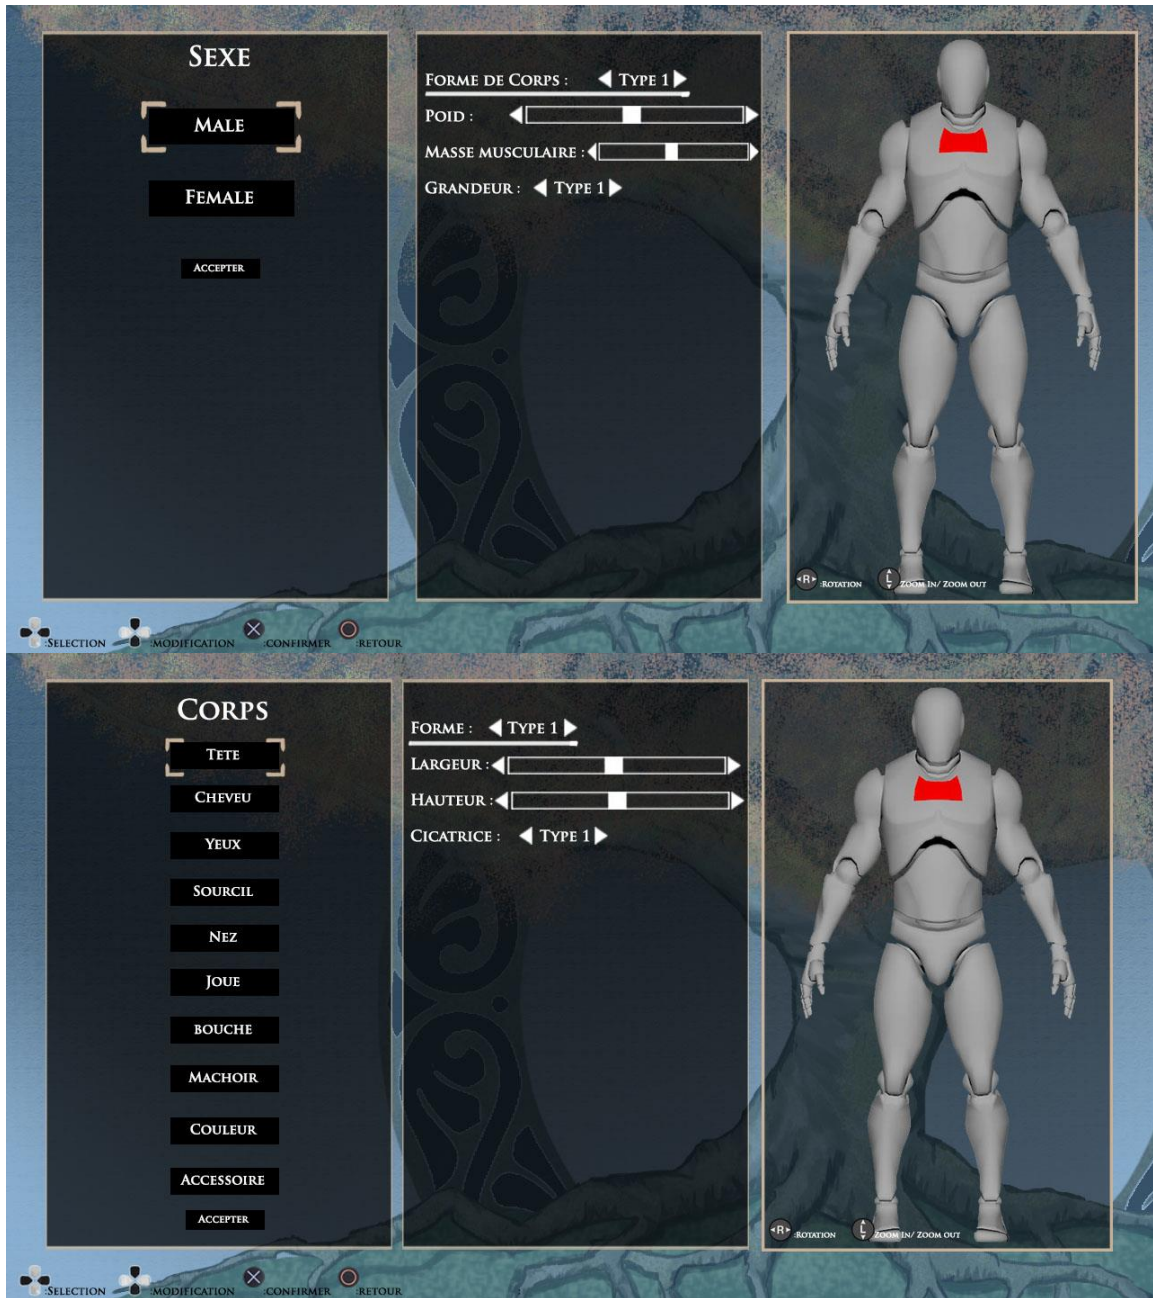 SEXE
MALE
FEMALE
ACCEPTER
FORME DE CORPS : TYPE 1
POID :
MASSE MUSCULAIRE :
GRANDEUR : TYPE 1
R :ROTATION L ZOOM IN/ ZOOM OUT
:SELECTION :MODIFICATION :CONFIRMER :RETOUR
CORPS
TETE
CHEVEU
YEUX
SOURCIL
NEZ
JOUE
BOUCHE
MACHOIR
COULEUR
ACCESSOIRE
ACCEPTER
FORME : TYPE 1
LARGEUR :
HAUTEUR :
CICATRICE : TYPE 1
R :ROTATION L ZOOM IN/ ZOOM OUT
:SELECTION :MODIFICATION :CONFIRMER :RETOUR